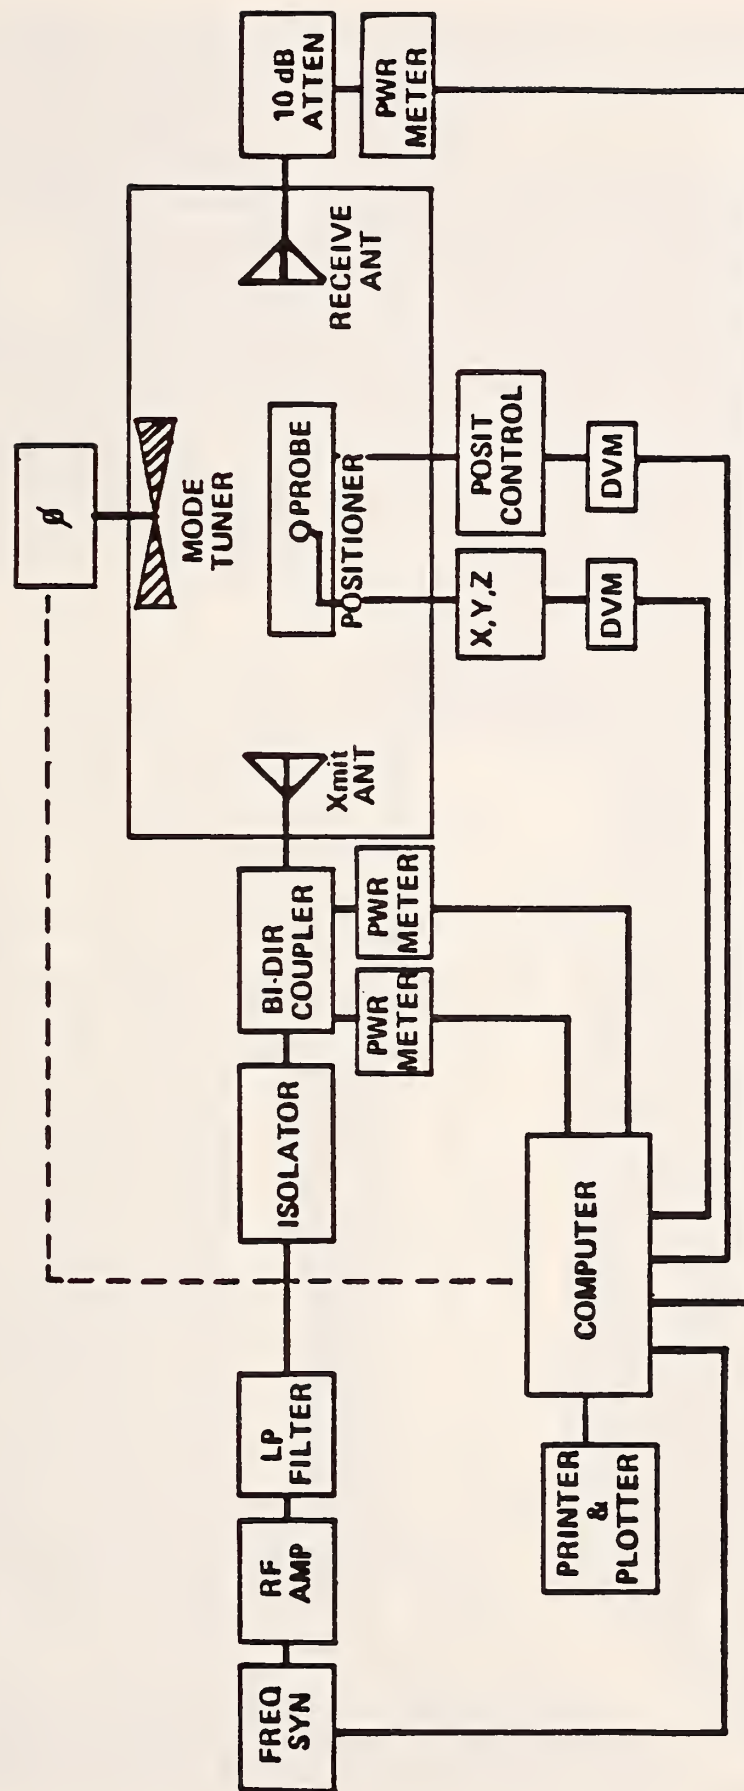 φ
MODE
TUNER
10 dB
ATTEN
PWR
METER
RECEIVE
ANT
PROBE
POSITIONER
POSIT
CONTROL
DVM
X,Y,Z
DVM
Xmit
ANT
FREQ
SYN
RF
AMP
LP
FILTER
ISOLATOR
BI-DIR
COUPLER
PWR
METER
PWR
METER
COMPUTER
PRINTER
&
PLOTTER